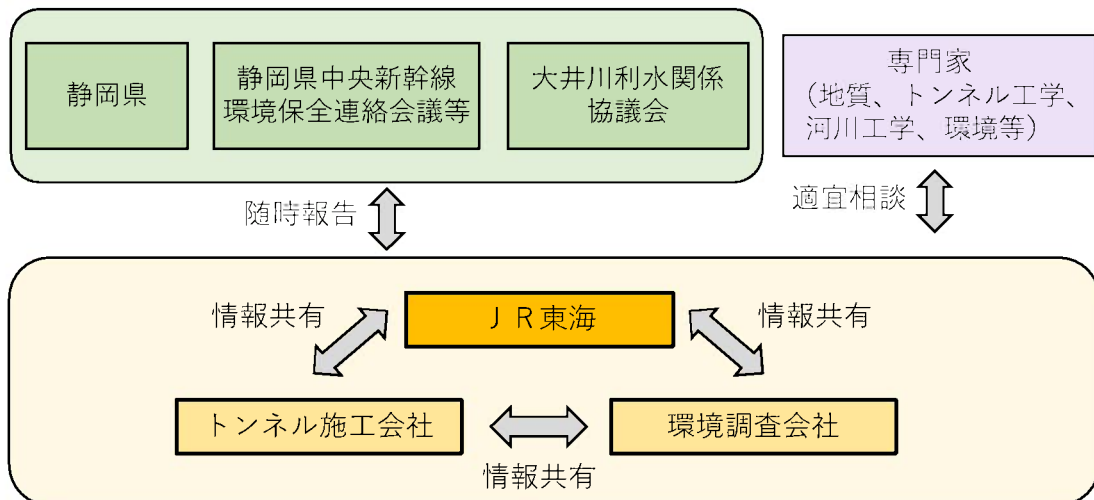 静岡県
静岡県中央新幹線
環境保全連絡会議等
大井川利水関係
協議会
専門家
（地質、トンネル工学、
河川工学、環境等）
随時報告
適宜相談
情報共有
ＪＲ東海
情報共有
トンネル施工会社
環境調査会社
情報共有